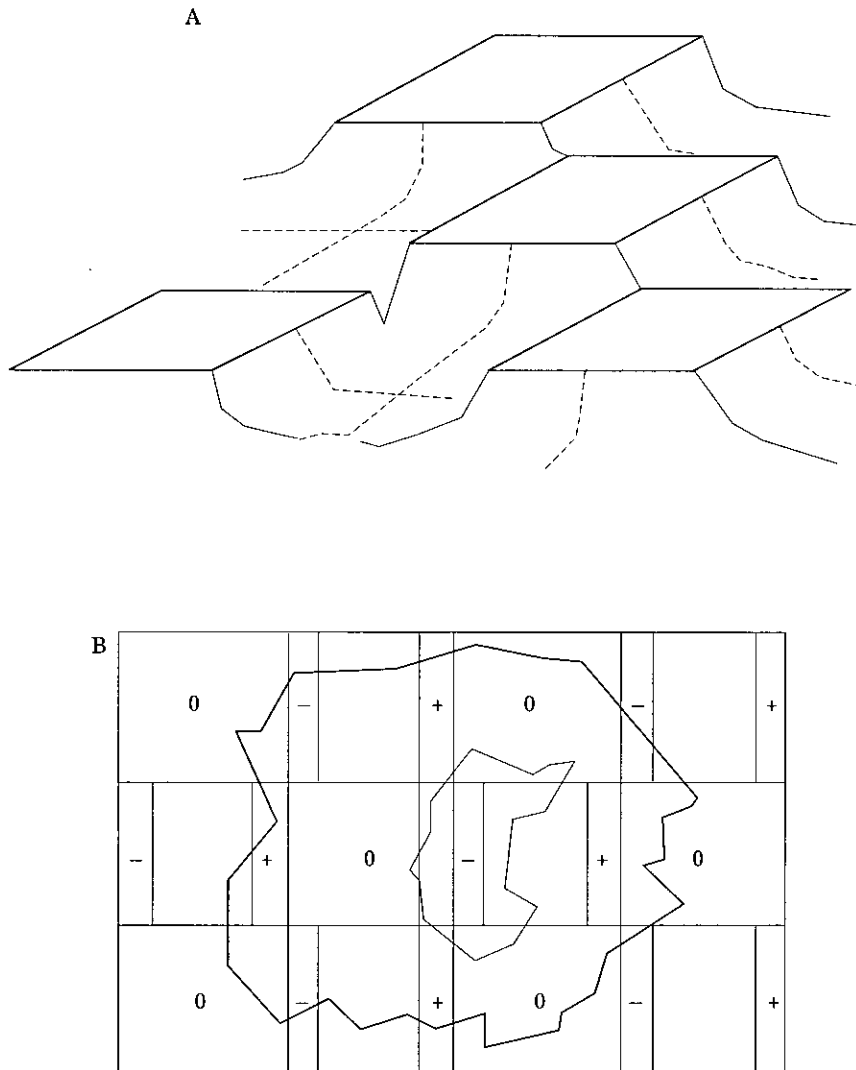 A
B
0 − + 0 − +
− + 0 − + 0
0 − + 0 − +